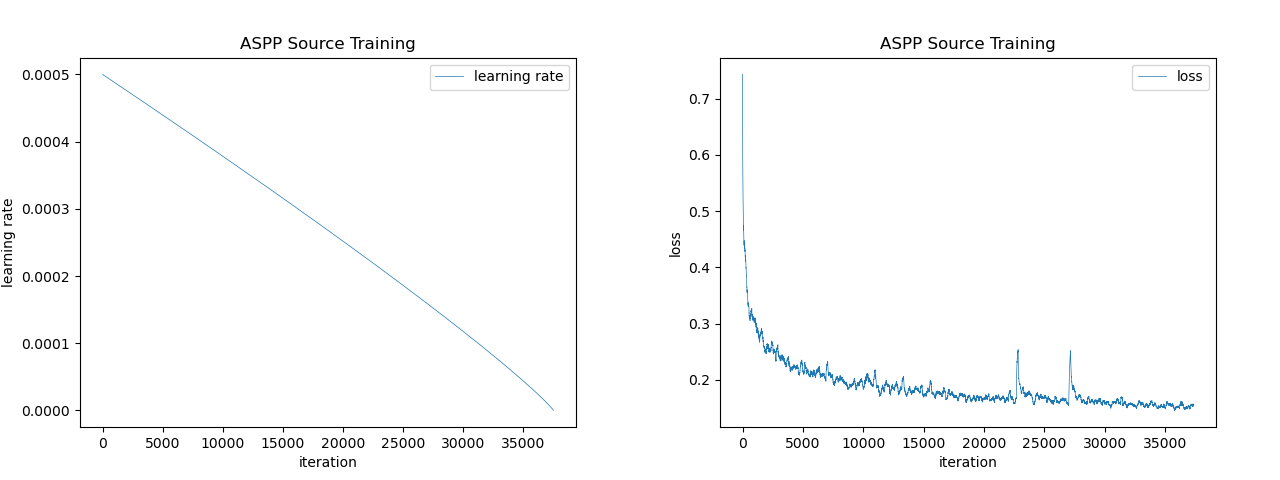 ASPP Source Training
learning rate
0.0005
0.0004
0.0003
0.0002
0.0001
0.0000
learning rate
0 5000 10000 15000 20000 25000 30000 35000
iteration
ASPP Source Training
loss
0.7
0.6
0.5
0.4
0.3
0.2
loss
0 5000 10000 15000 20000 25000 30000 35000
iteration